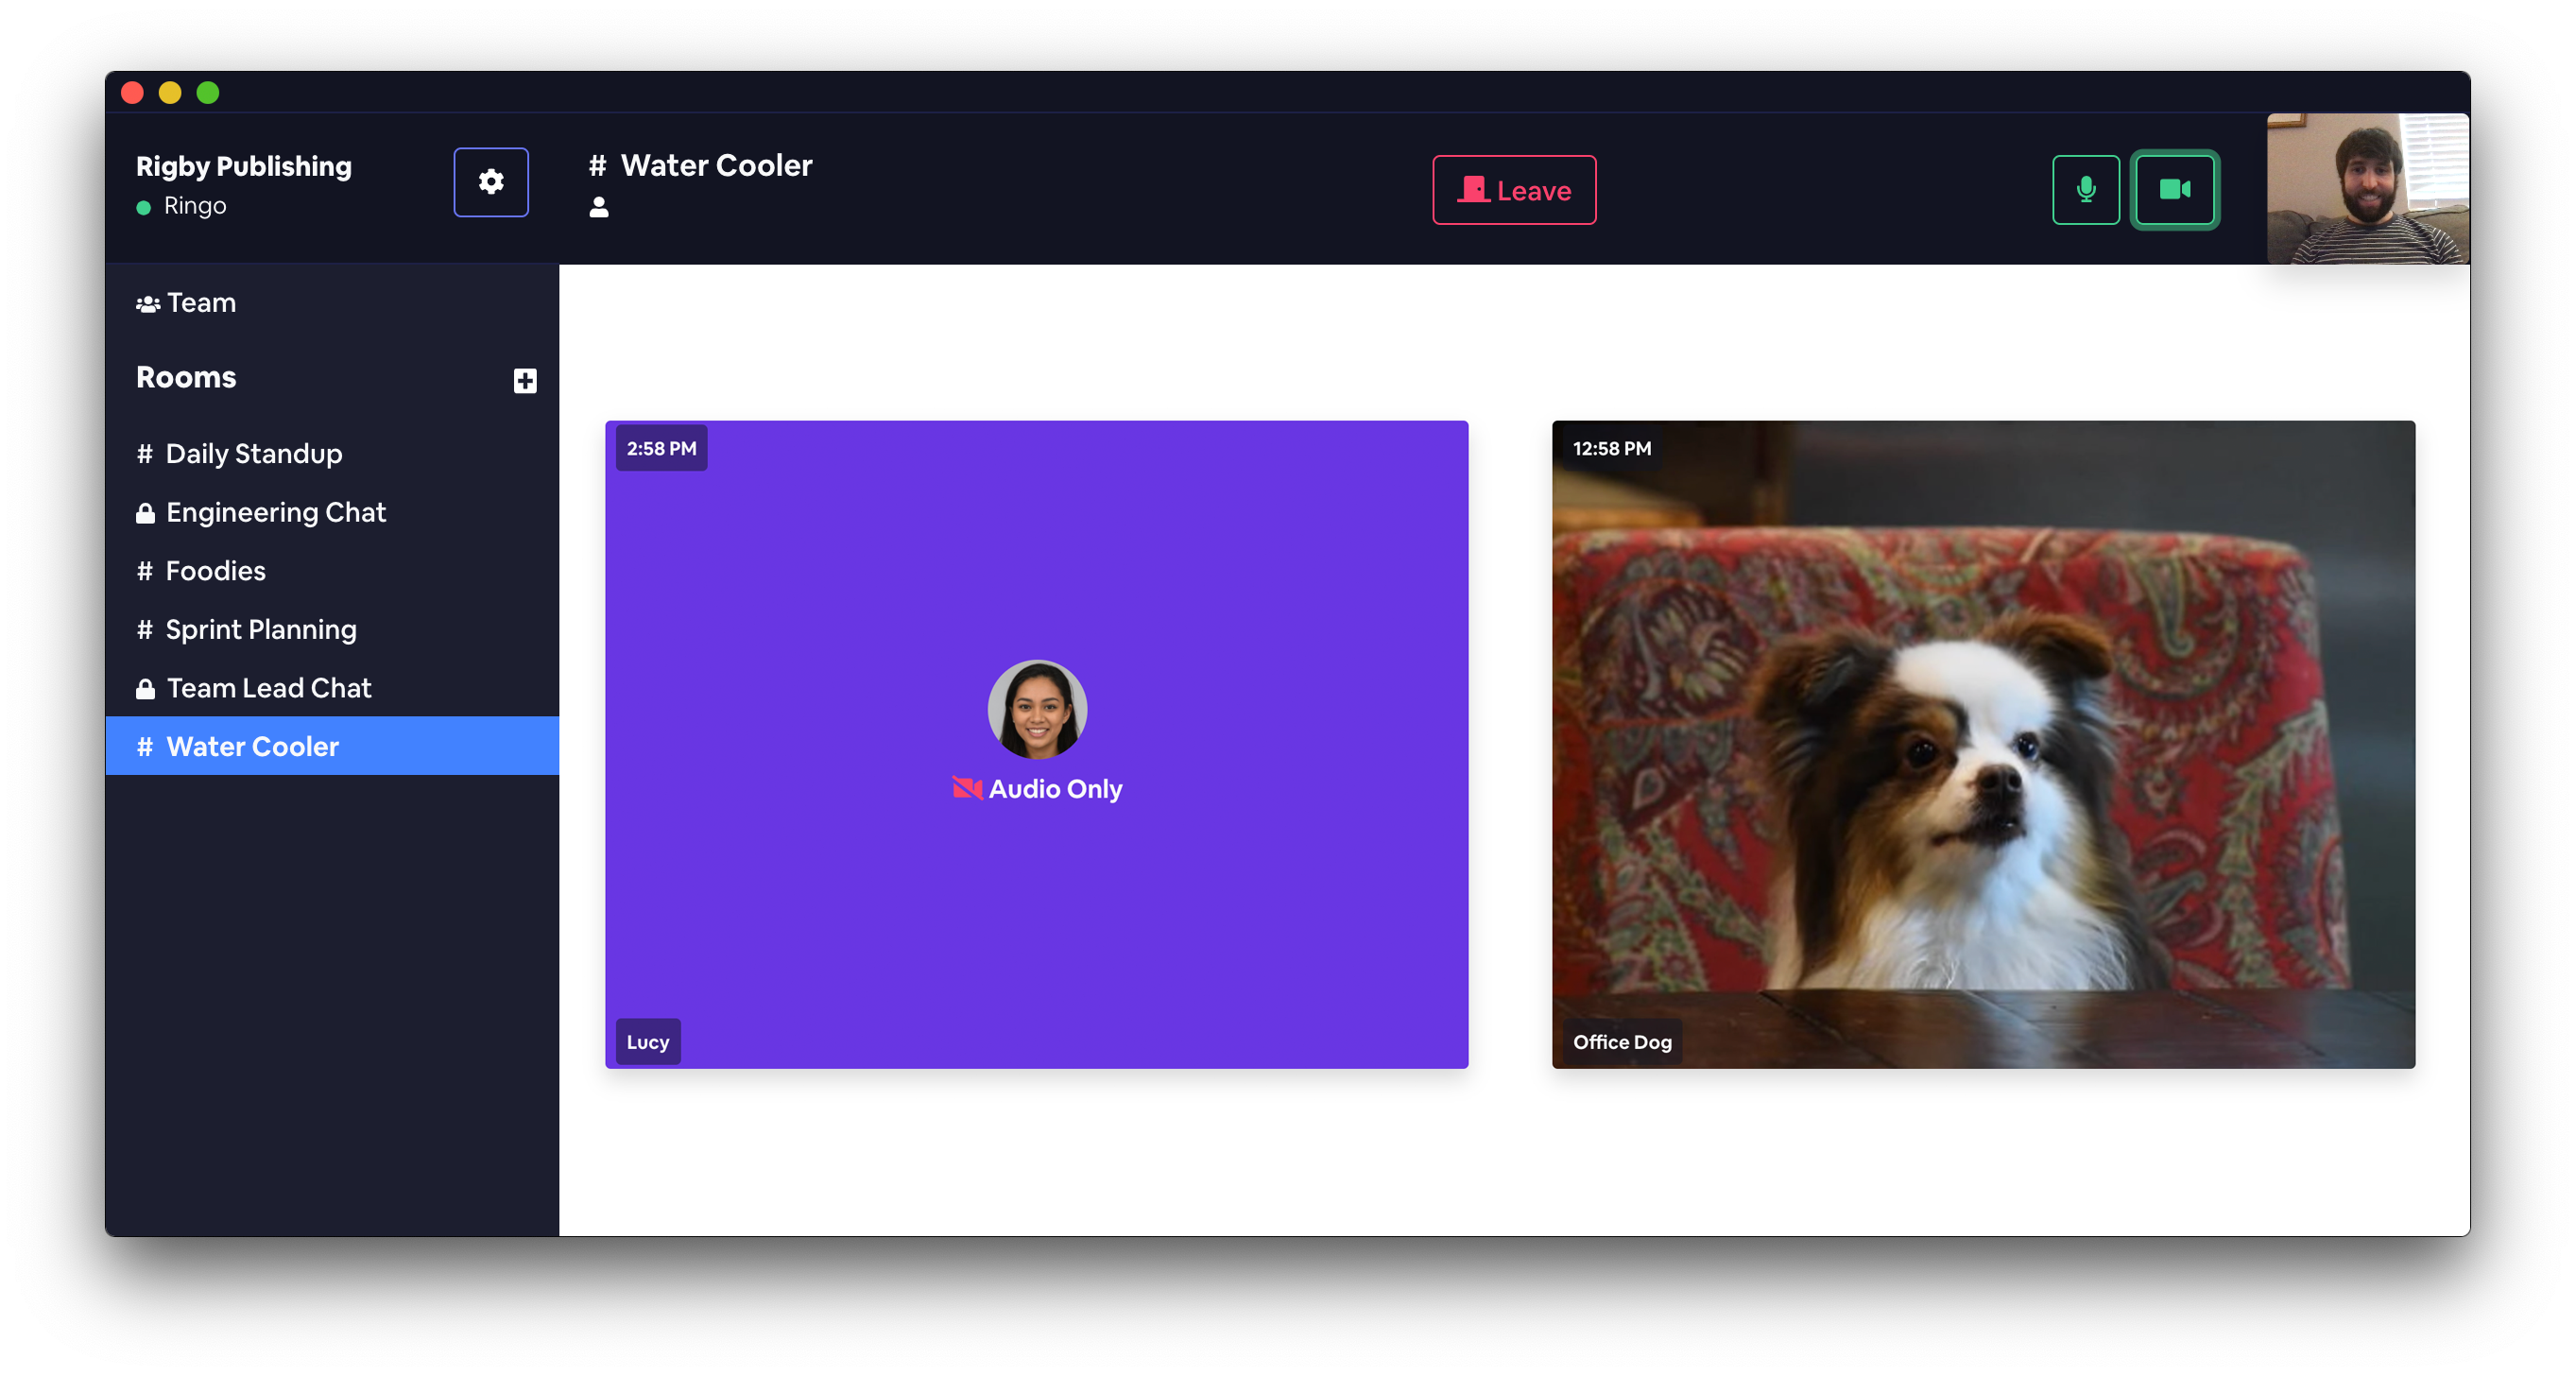 Rigby Publishing
Ringo
# Water Cooler
Leave
Team
Rooms
# Daily Standup
Engineering Chat
# Foodies
# Sprint Planning
Team Lead Chat
# Water Cooler
2:58 PM
Audio Only
Lucy
12:58 PM
Office Dog